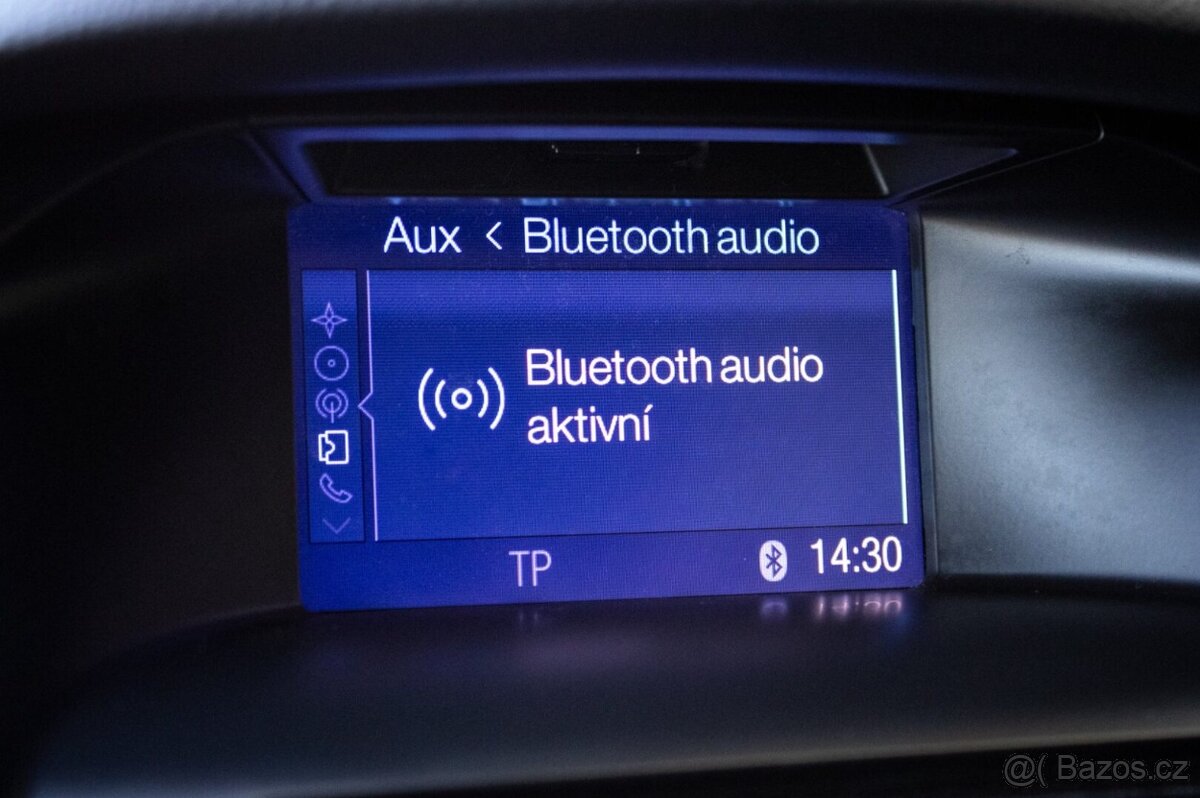 Aux < Bluetooth audio
Bluetooth audio
aktivní
TP 14:30
@( Bazos.cz